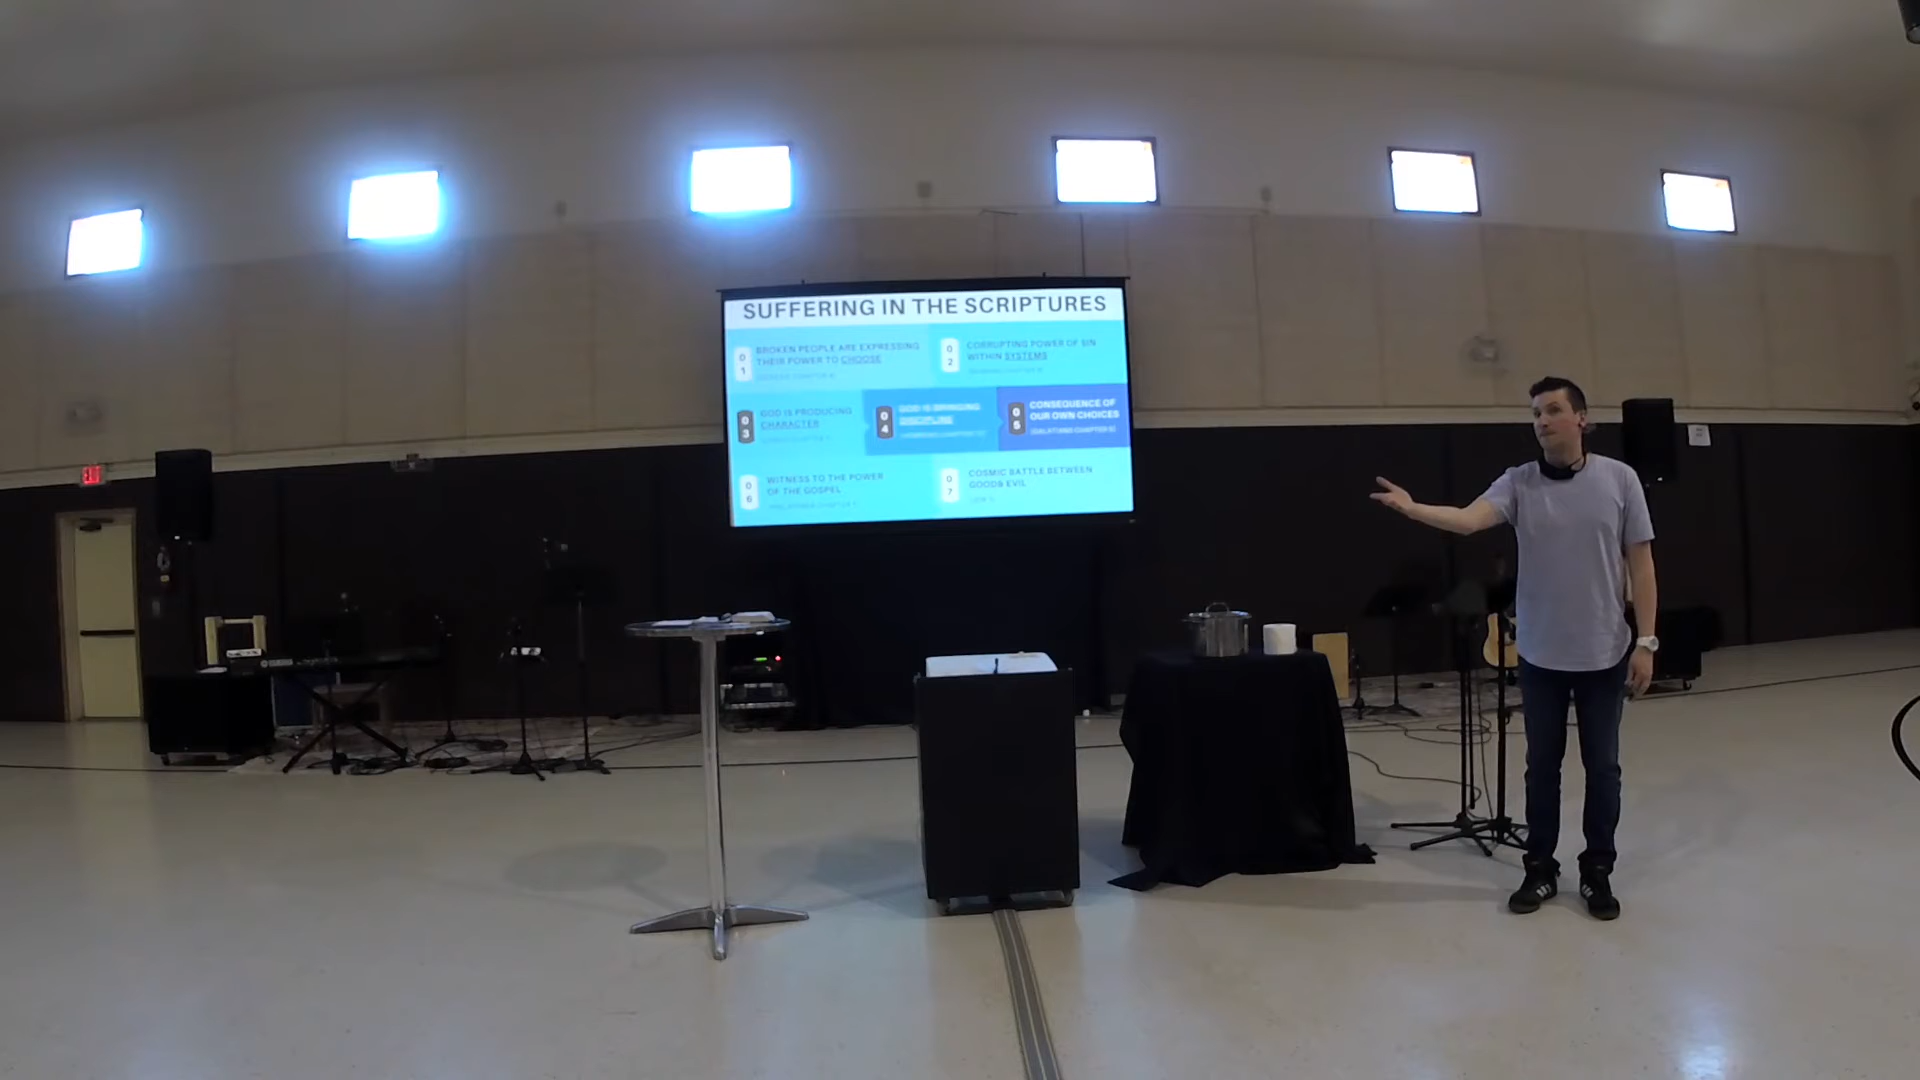 SUFFERING IN THE SCRIPTURES
0
1
BROKEN PEOPLE ARE EXPRESSING
THEIR POWER TO CHOOSE
0
2
CORRUPTING POWER OF SIN
WITHIN SYSTEMS
0
3
GOD IS PRODUCING
CHARACTER
0
4
GOD IS BRINGING
DISCIPLINE
0
5
CONSEQUENCE OF
OUR OWN CHOICES
(GALATIANS CHAPTER 6)
0
6
WITNESS TO THE POWER
OF THE GOSPEL
0
7
COSMIC BATTLE BETWEEN
GOOD& EVIL
EXIT